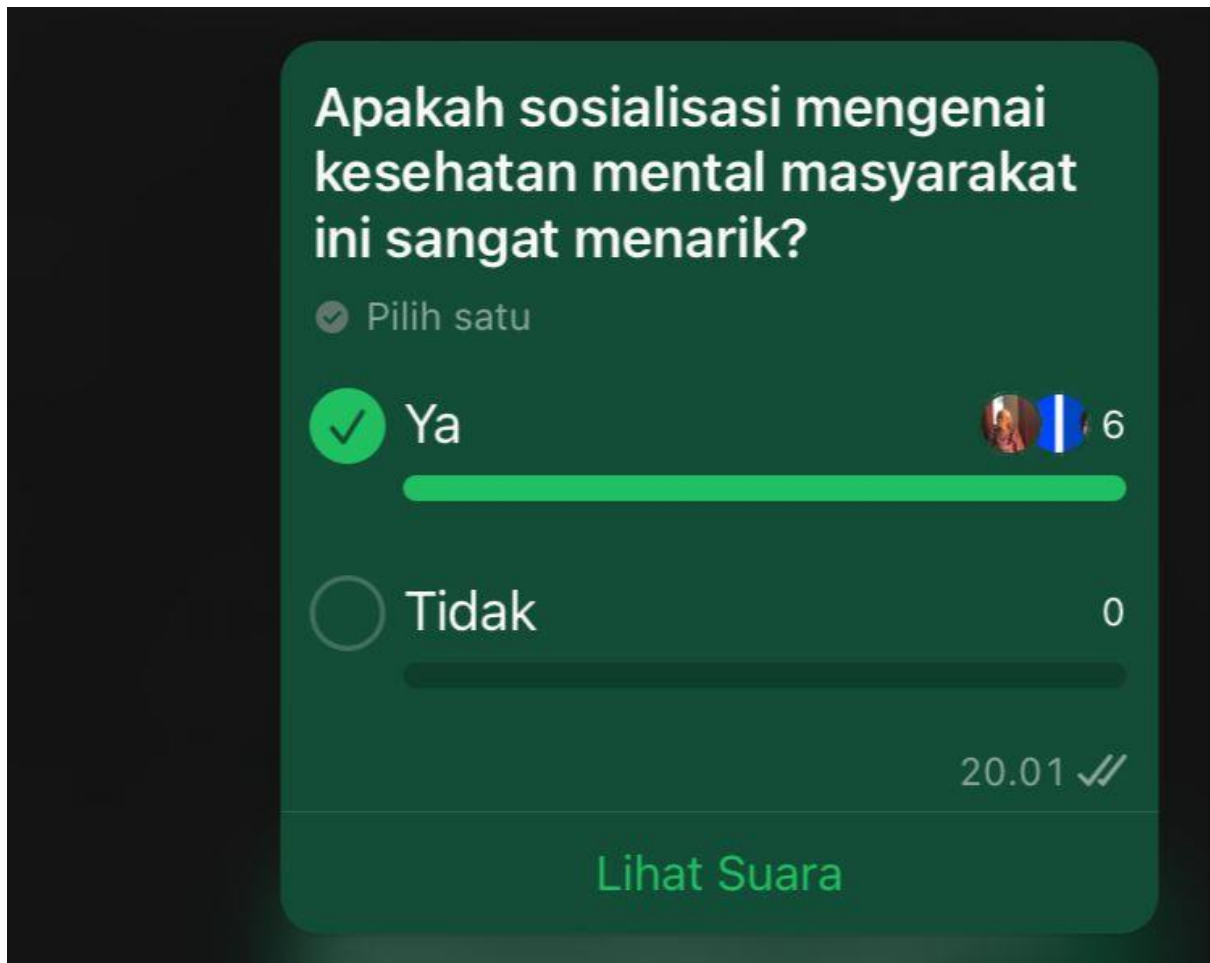 Apakah sosialisasi mengenai
kesehatan mental masyarakat
ini sangat menarik?
Pilih satu
Ya 6
Tidak 0
20.01
Lihat Suara